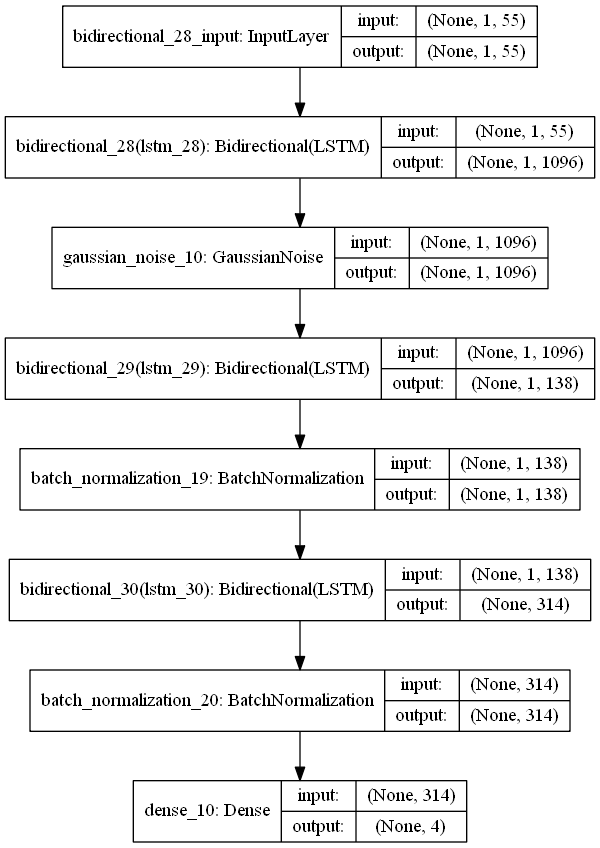 bidirectional_28_input: InputLayer
input: (None, 1, 55)
output: (None, 1, 55)
bidirectional_28(lstm_28): Bidirectional(LSTM)
input: (None, 1, 55)
output: (None, 1, 1096)
gaussian_noise_10: GaussianNoise
input: (None, 1, 1096)
output: (None, 1, 1096)
bidirectional_29(lstm_29): Bidirectional(LSTM)
input: (None, 1, 1096)
output: (None, 1, 138)
batch_normalization_19: BatchNormalization
input: (None, 1, 138)
output: (None, 1, 138)
bidirectional_30(lstm_30): Bidirectional(LSTM)
input: (None, 1, 138)
output: (None, 314)
batch_normalization_20: BatchNormalization
input: (None, 314)
output: (None, 314)
dense_10: Dense
input: (None, 314)
output: (None, 4)